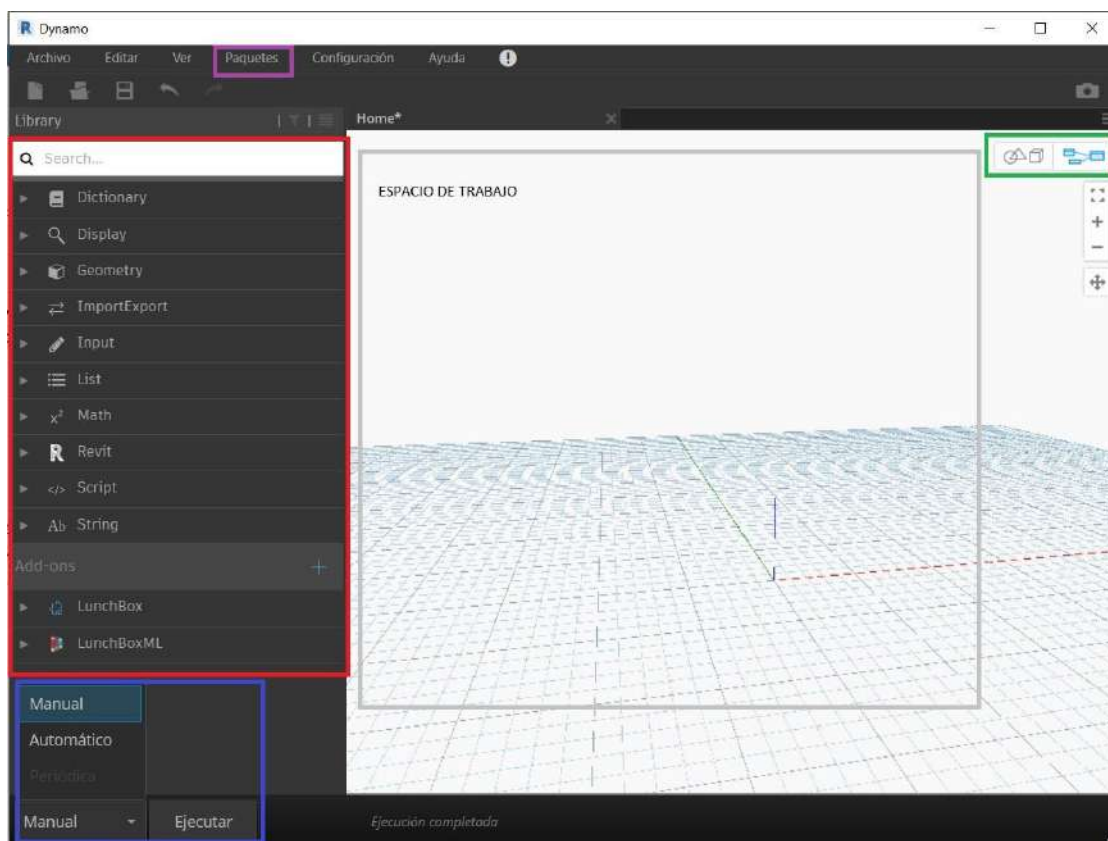 Dynamo
Archivo Editar Ver Paquetes Configuración Ayuda
Library
Home*
Search...
ESPACIO DE TRABAJO
Dictionary
Display
Geometry
ImportExport
Input
List
Math
Revit
Script
String
Add-ons
LunchBox
LunchBoxML
Manual
Automático
Periódica
Manual Ejecutar
Ejecución completada